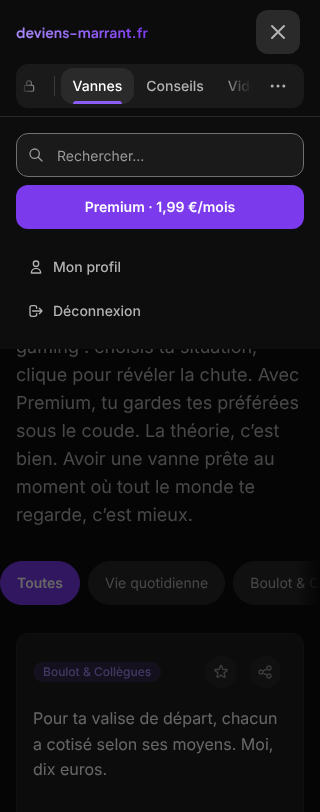 deviens-marrant.fr
Vannes Conseils Vid
Rechercher...
Premium · 1,99 €/mois
Mon profil
Déconnexion
gaming : choisis ta situation,
clique pour révéler la chute. Avec
Premium, tu gardes tes préférées
sous le coude. La théorie, c’est
bien. Avoir une vanne prête au
moment où tout le monde te
regarde, c’est mieux.
Toutes Vie quotidienne Boulot & C
Boulot & Collègues
Pour ta valise de départ, chacun
a cotisé selon ses moyens. Moi,
dix euros.